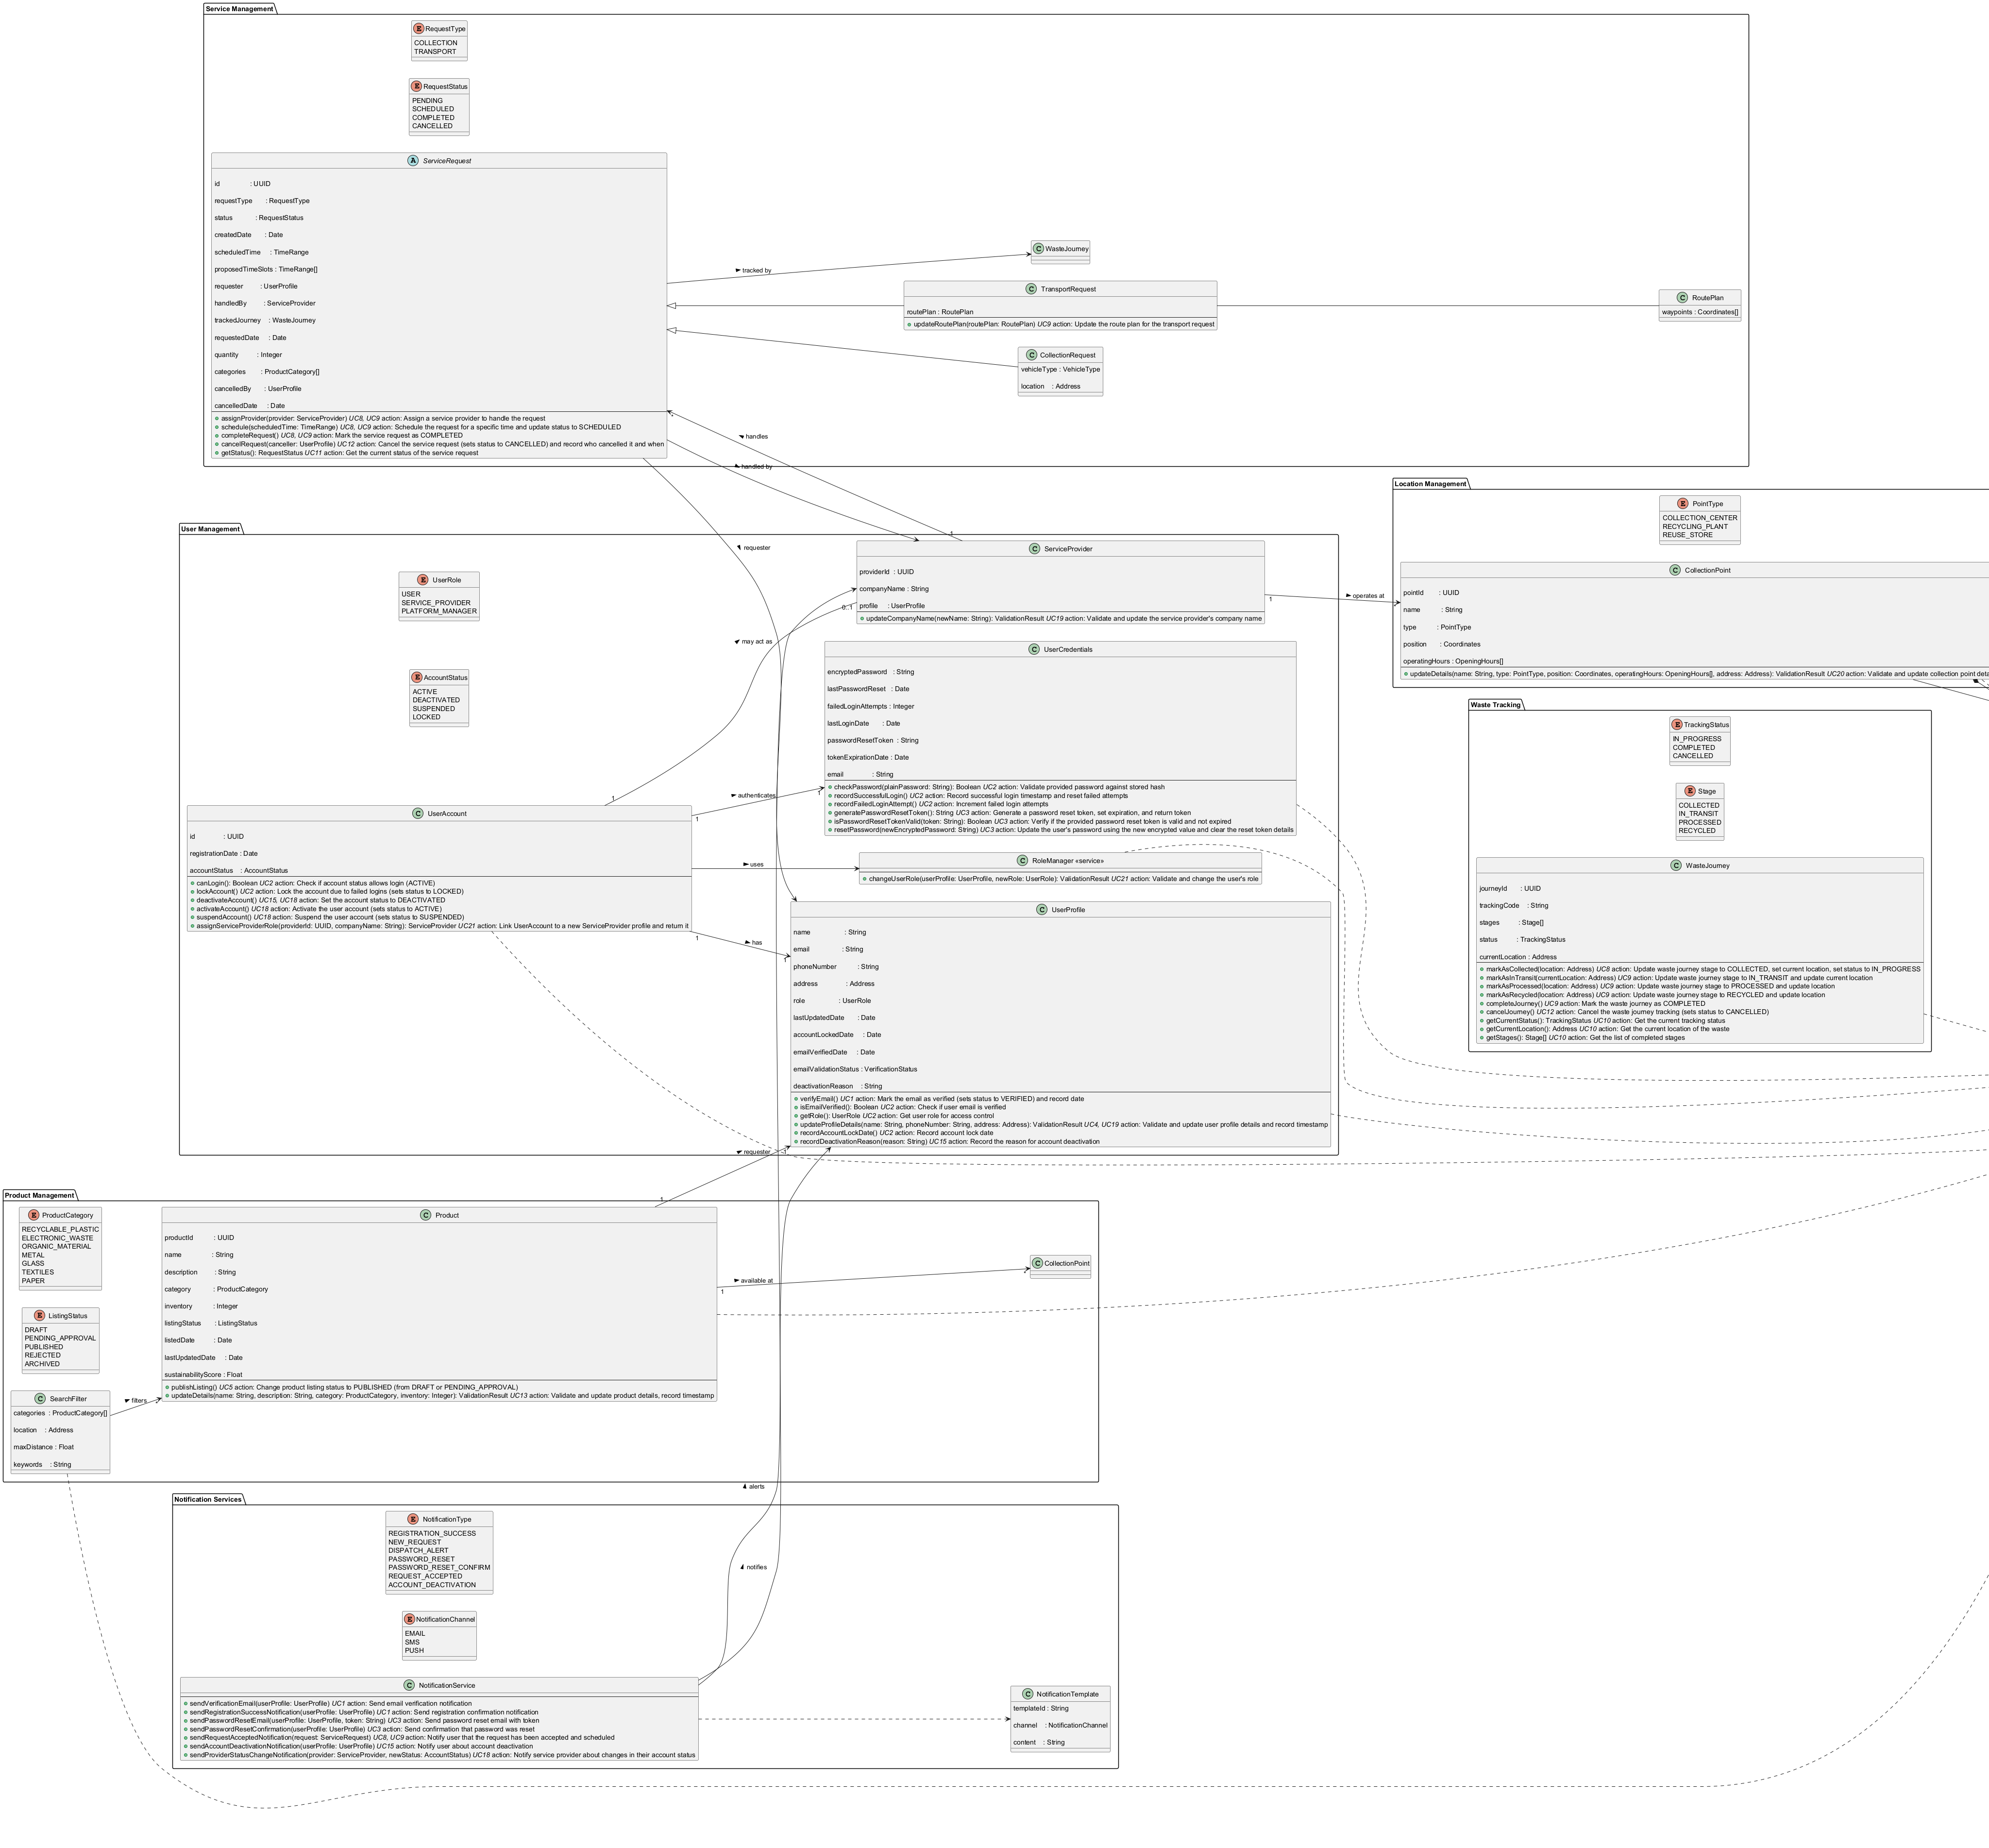 Service Management
RequestType
COLLECTION
TRANSPORT
RequestStatus
PENDING
SCHEDULED
COMPLETED
CANCELLED
ServiceRequest
id : UUID
requestType : RequestType
status : RequestStatus
createdDate : Date
scheduledTime : TimeRange
proposedTimeSlots : TimeRange[]
requester : UserProfile
handledBy : ServiceProvider
trackedJourney : WasteJourney
requestedDate : Date
quantity : Integer
categories : ProductCategory[]
cancelledBy : UserProfile
cancelledDate : Date
assignProvider(provider: ServiceProvider) UC8, UC9 action: Assign a service provider to handle the request
schedule(scheduledTime: TimeRange) UC8, UC9 action: Schedule the request for a specific time and update status to SCHEDULED
completeRequest() UC8, UC9 action: Mark the service request as COMPLETED
cancelRequest(canceller: UserProfile) UC12 action: Cancel the service request (sets status to CANCELLED) and record who cancelled it and when
getStatus(): RequestStatus UC11 action: Get the current status of the service request
tracked by
WasteJourney
TransportRequest
routePlan : RoutePlan
updateRoutePlan(routePlan: RoutePlan) UC9 action: Update the route plan for the transport request
RoutePlan
waypoints : Coordinates[]
CollectionRequest
vehicleType : VehicleType
location : Address
*
handles
handled by
requester
User Management
UserRole
USER
SERVICE_PROVIDER
PLATFORM_MANAGER
AccountStatus
ACTIVE
DEACTIVATED
SUSPENDED
LOCKED
1
ServiceProvider
providerId : UUID
companyName : String
profile : UserProfile
updateCompanyName(newName: String): ValidationResult UC19 action: Validate and update the service provider's company name
0..1
may act as
1
1
operates at
*
UserCredentials
encryptedPassword : String
lastPasswordReset : Date
failedLoginAttempts : Integer
lastLoginDate : Date
passwordResetToken : String
tokenExpirationDate : Date
email : String
checkPassword(plainPassword: String): Boolean UC2 action: Validate provided password against stored hash
recordSuccessfulLogin() UC2 action: Record successful login timestamp and reset failed attempts
recordFailedLoginAttempt() UC2 action: Increment failed login attempts
generatePasswordResetToken(): String UC3 action: Generate a password reset token, set expiration, and return token
isPasswordResetTokenValid(token: String): Boolean UC3 action: Verify if the provided password reset token is valid and not expired
resetPassword(newEncryptedPassword: String) UC3 action: Update the user's password using the new encrypted value and clear the reset token details
authenticates
1
1
UserAccount
id : UUID
registrationDate : Date
accountStatus : AccountStatus
canLogin(): Boolean UC2 action: Check if account status allows login (ACTIVE)
lockAccount() UC2 action: Lock the account due to failed logins (sets status to LOCKED)
deactivateAccount() UC15, UC18 action: Set the account status to DEACTIVATED
activateAccount() UC18 action: Activate the user account (sets status to ACTIVE)
suspendAccount() UC18 action: Suspend the user account (sets status to SUSPENDED)
assignServiceProviderRole(providerId: UUID, companyName: String): ServiceProvider UC21 action: Link UserAccount to a new ServiceProvider profile and return it
uses
RoleManager «service»
changeUserRole(userProfile: UserProfile, newRole: UserRole): ValidationResult UC21 action: Validate and change the user's role
1
has
1
UserProfile
name : String
email : String
phoneNumber : String
address : Address
role : UserRole
lastUpdatedDate : Date
accountLockedDate : Date
emailVerifiedDate : Date
emailValidationStatus : VerificationStatus
deactivationReason : String
verifyEmail() UC1 action: Mark the email as verified (sets status to VERIFIED) and record date
isEmailVerified(): Boolean UC2 action: Check if user email is verified
getRole(): UserRole UC2 action: Get user role for access control
updateProfileDetails(name: String, phoneNumber: String, address: Address): ValidationResult UC4, UC19 action: Validate and update user profile details and record timestamp
recordAccountLockDate() UC2 action: Record account lock date
recordDeactivationReason(reason: String) UC15 action: Record the reason for account deactivation
requester
1
1
Location Management
PointType
COLLECTION_CENTER
RECYCLING_PLANT
REUSE_STORE
CollectionPoint
pointId : UUID
name : String
type : PointType
position : Coordinates
operatingHours : OpeningHours[]
updateDetails(name: String, type: PointType, position: Coordinates, operatingHours: OpeningHours[], address: Address): ValidationResult UC20 action: Validate and update collection point deta
Waste Tracking
TrackingStatus
IN_PROGRESS
COMPLETED
CANCELLED
Stage
COLLECTED
IN_TRANSIT
PROCESSED
RECYCLED
WasteJourney
journeyId : UUID
trackingCode : String
stages : Stage[]
status : TrackingStatus
currentLocation : Address
markAsCollected(location: Address) UC8 action: Update waste journey stage to COLLECTED, set current location, set status to IN_PROGRESS
markAsInTransit(currentLocation: Address) UC9 action: Update waste journey stage to IN_TRANSIT and update current location
markAsProcessed(location: Address) UC9 action: Update waste journey stage to PROCESSED and update location
markAsRecycled(location: Address) UC9 action: Update waste journey stage to RECYCLED and update location
completeJourney() UC9 action: Mark the waste journey as COMPLETED
cancelJourney() UC12 action: Cancel the waste journey tracking (sets status to CANCELLED)
getCurrentStatus(): TrackingStatus UC10 action: Get the current tracking status
getCurrentLocation(): Address UC10 action: Get the current location of the waste
getStages(): Stage[] UC10 action: Get the list of completed stages
Product Management
ProductCategory
RECYCLABLE_PLASTIC
ELECTRONIC_WASTE
ORGANIC_MATERIAL
METAL
GLASS
TEXTILES
PAPER
ListingStatus
DRAFT
PENDING_APPROVAL
PUBLISHED
REJECTED
ARCHIVED
SearchFilter
categories : ProductCategory[]
location : Address
maxDistance : Float
keywords : String
filters
*
Product
productId : UUID
name : String
description : String
category : ProductCategory
inventory : Integer
listingStatus : ListingStatus
listedDate : Date
lastUpdatedDate : Date
sustainabilityScore : Float
publishListing() UC5 action: Change product listing status to PUBLISHED (from DRAFT or PENDING_APPROVAL)
updateDetails(name: String, description: String, category: ProductCategory, inventory: Integer): ValidationResult UC13 action: Validate and update product details, record timestamp
1
available at
*
CollectionPoint
alerts
notifies
Notification Services
NotificationType
REGISTRATION_SUCCESS
NEW_REQUEST
DISPATCH_ALERT
PASSWORD_RESET
PASSWORD_RESET_CONFIRM
REQUEST_ACCEPTED
ACCOUNT_DEACTIVATION
NotificationChannel
EMAIL
SMS
PUSH
NotificationService
sendVerificationEmail(userProfile: UserProfile) UC1 action: Send email verification notification
sendRegistrationSuccessNotification(userProfile: UserProfile) UC1 action: Send registration confirmation notification
sendPasswordResetEmail(userProfile: UserProfile, token: String) UC3 action: Send password reset email with token
sendPasswordResetConfirmation(userProfile: UserProfile) UC3 action: Send confirmation that password was reset
sendRequestAcceptedNotification(request: ServiceRequest) UC8, UC9 action: Notify user that the request has been accepted and scheduled
sendAccountDeactivationNotification(userProfile: UserProfile) UC15 action: Notify user about account deactivation
sendProviderStatusChangeNotification(provider: ServiceProvider, newStatus: AccountStatus) UC18 action: Notify service provider about changes in their account status
NotificationTemplate
templateId : String
channel : NotificationChannel
content : String